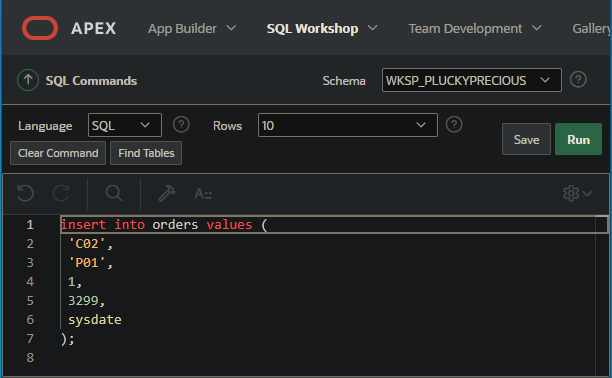 APEX App Builder SQL Workshop Team Development Gallery
SQL Commands Schema WKSP_PLUCKYPRECIOUS ?
Language SQL ? Rows 10 ? Save Run
Clear Command Find Tables
A::
1 insert into orders values (
2 'C02',
3 'P01',
4 1,
5 3299,
6 sysdate
7 );
8